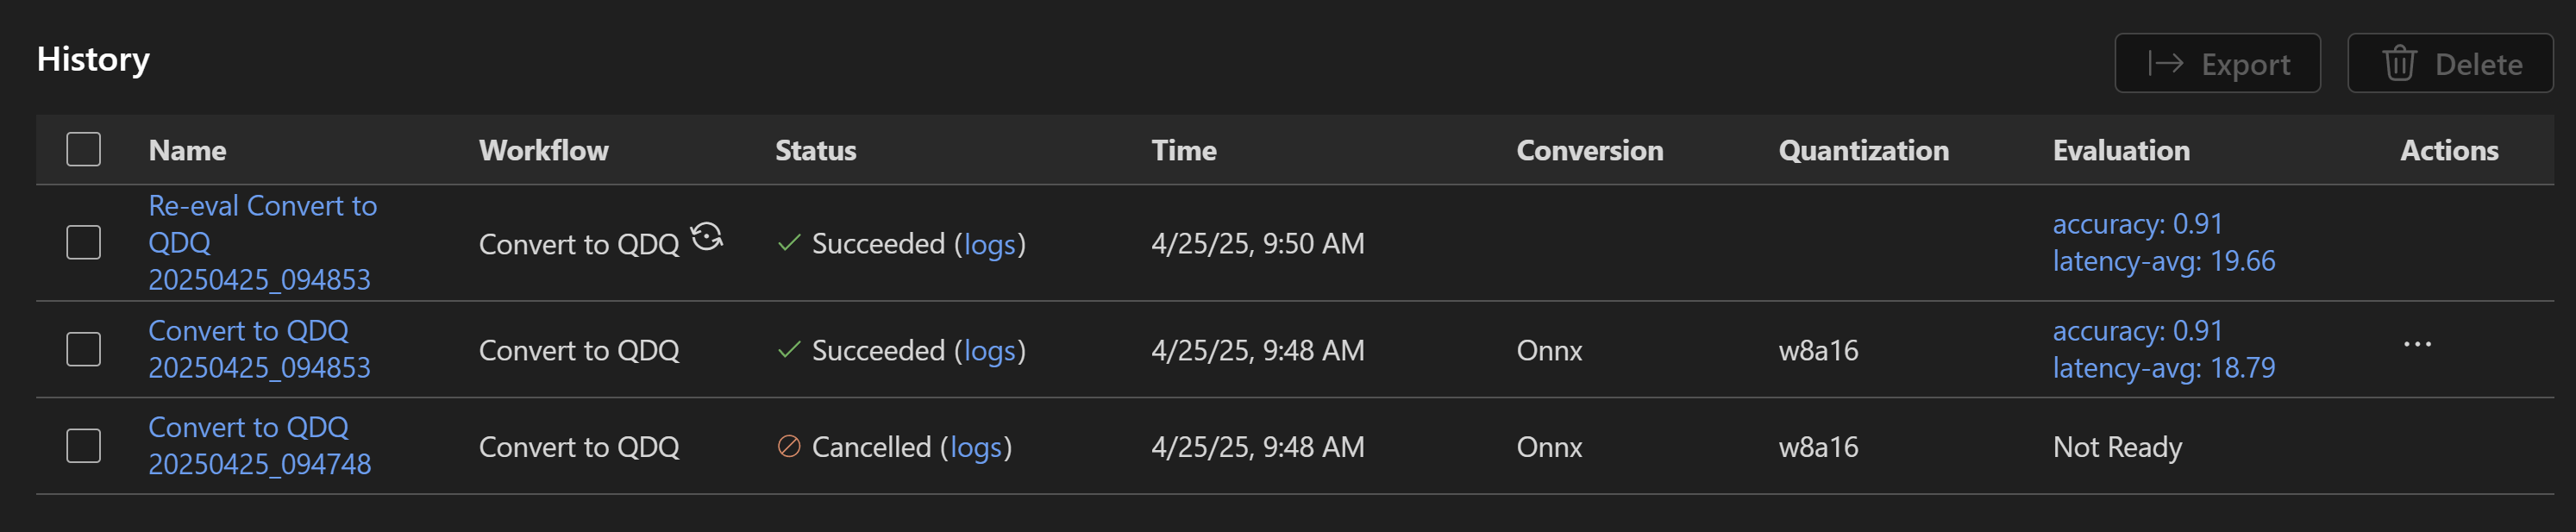 History
Export
Delete
Name Workflow Status Time Conversion Quantization Evaluation Actions
Re-eval Convert to
QDQ
20250425_094853
Convert to QDQ
Succeeded (logs)
4/25/25, 9:50 AM
accuracy: 0.91
latency-avg: 19.66
Convert to QDQ
20250425_094853
Convert to QDQ
Succeeded (logs)
4/25/25, 9:48 AM
Onnx
w8a16
accuracy: 0.91
latency-avg: 18.79
...
Convert to QDQ
20250425_094748
Convert to QDQ
Cancelled (logs)
4/25/25, 9:48 AM
Onnx
w8a16
Not Ready